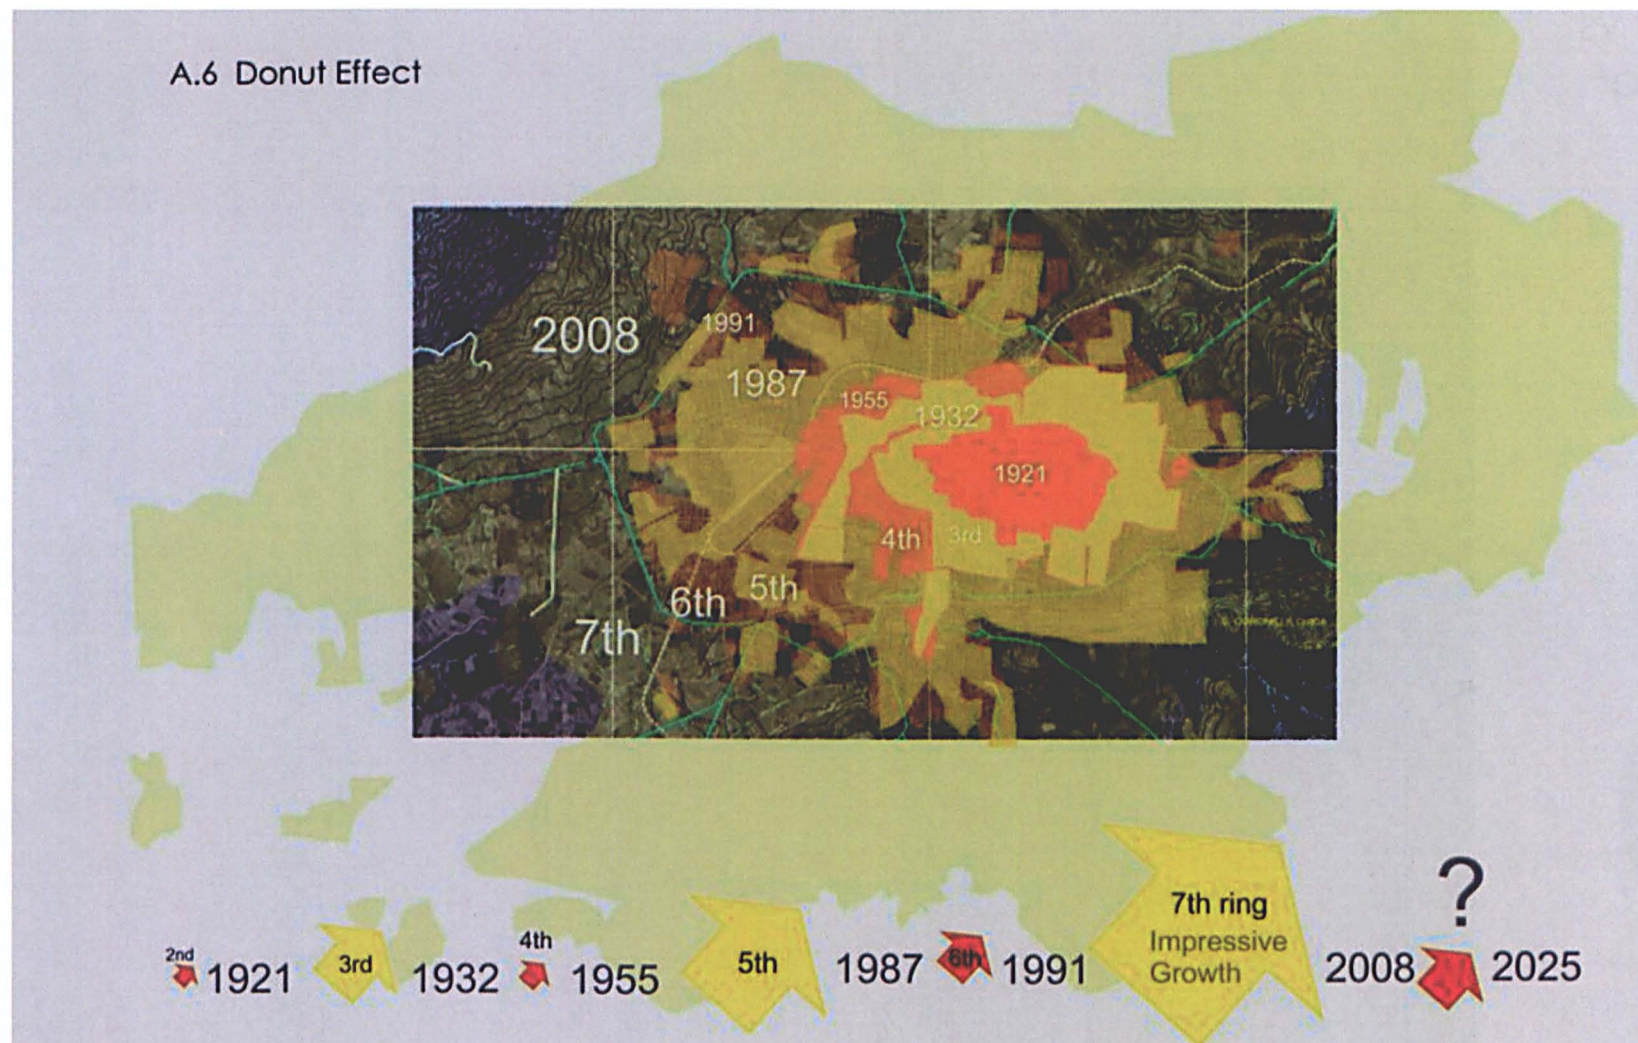 A.6 Donut Effect
2008
1991
1987
1955
1932
1921
4th
3rd
5th
6th
7th
2nd
1921
3rd
1932
4th
1955
5th
1987
6th
1991
7th ring
Impressive
Growth
2008
?
2025